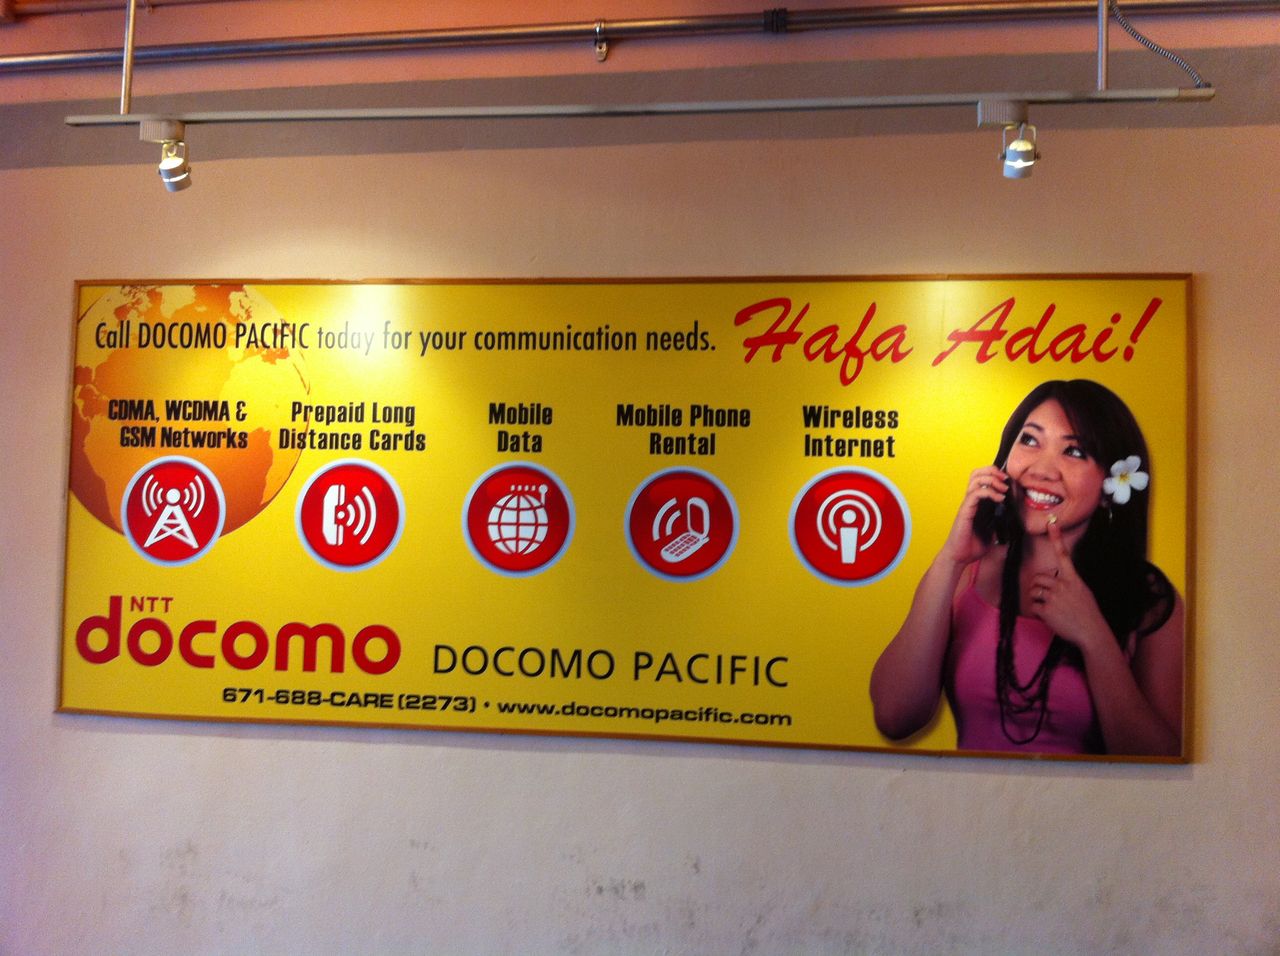 Call DOCOMO PACIFIC today for your communication needs.
Hafa Adai!
CDMA, WCDMA &
GSM Networks
Prepaid Long
Distance Cards
Mobile
Data
Mobile Phone
Rental
Wireless
Internet
NTT
docomo
DOCOMO PACIFIC
671-688-CARE (2273) • www.docomopacific.com